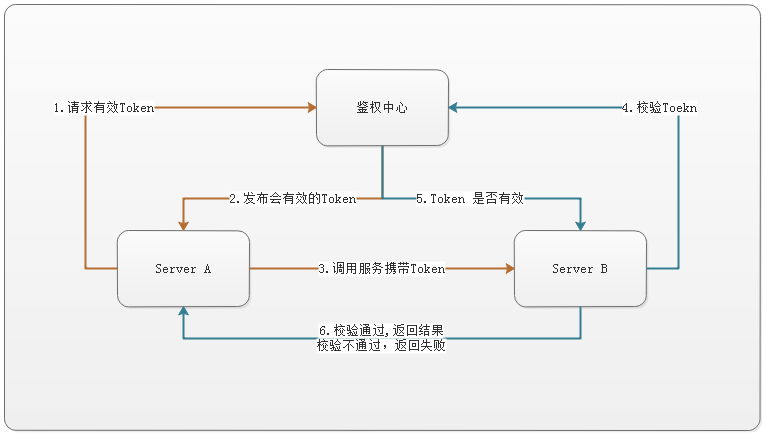 鉴权中心
1.请求有效Token
4.校验Toekn
2.发布会有效的Token
5.Token 是否有效
Server A
3.调用服务携带Token
Server B
6.校验通过,返回结果
校验不通过，返回失败